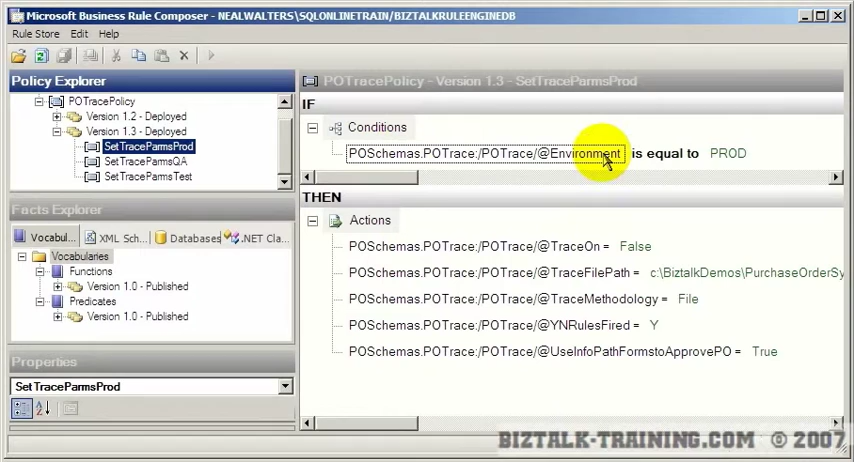 Microsoft Business Rule Composer = NEALWALTERS\SQLONLINETRAIN/BIZTALKRULEENGINEDB
Rule Store Edit Help
Policy Explorer
POTracePolicy
Version 1.2 - Deployed
Version 1.3 - Deployed
SetTraceParmsProd
SetTraceParmsQA
SetTraceParmsTest
Facts Explorer
Vocabul... XML Sch... Databases .NET Cla...
Vocabularies
Functions
Version 1.0 - Published
Predicates
Version 1.0 - Published
Properties
SetTraceParmsProd
POTracePolicy - Version 1.3 - SetTraceParmsProd
IF
Conditions
POSchemas.POTrace:/POTrace/@Environment is equal to PROD
THEN
Actions
POSchemas.POTrace:/POTrace/@TraceOn = False
POSchemas.POTrace:/POTrace/@TraceFilePath = c:\BiztalkDemos\PurchaseOrderSy
POSchemas.POTrace:/POTrace/@TraceMethodology = File
POSchemas.POTrace:/POTrace/@YNRulesFired = Y
POSchemas.POTrace:/POTrace/@UseInfoPathFormstoApprovePO = True
BIZTALK-TRAINING.COM © 2007